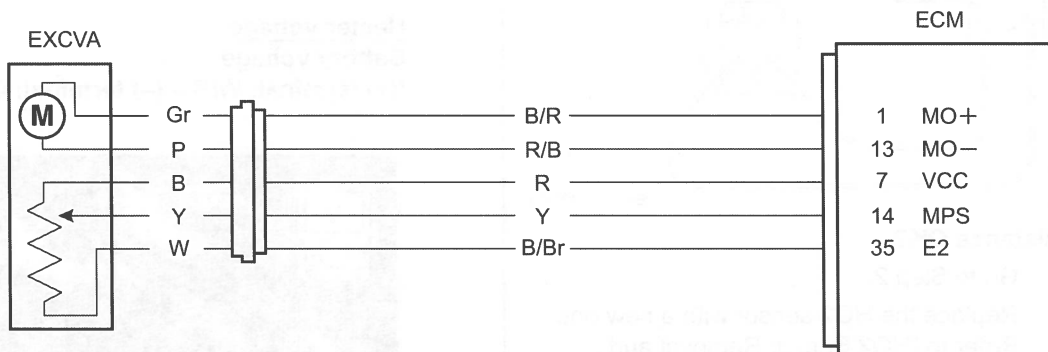 ECM
EXCVA
M
Gr B/R 1 MO+
P R/B 13 MO−
B R 7 VCC
Y Y 14 MPS
W B/Br 35 E2